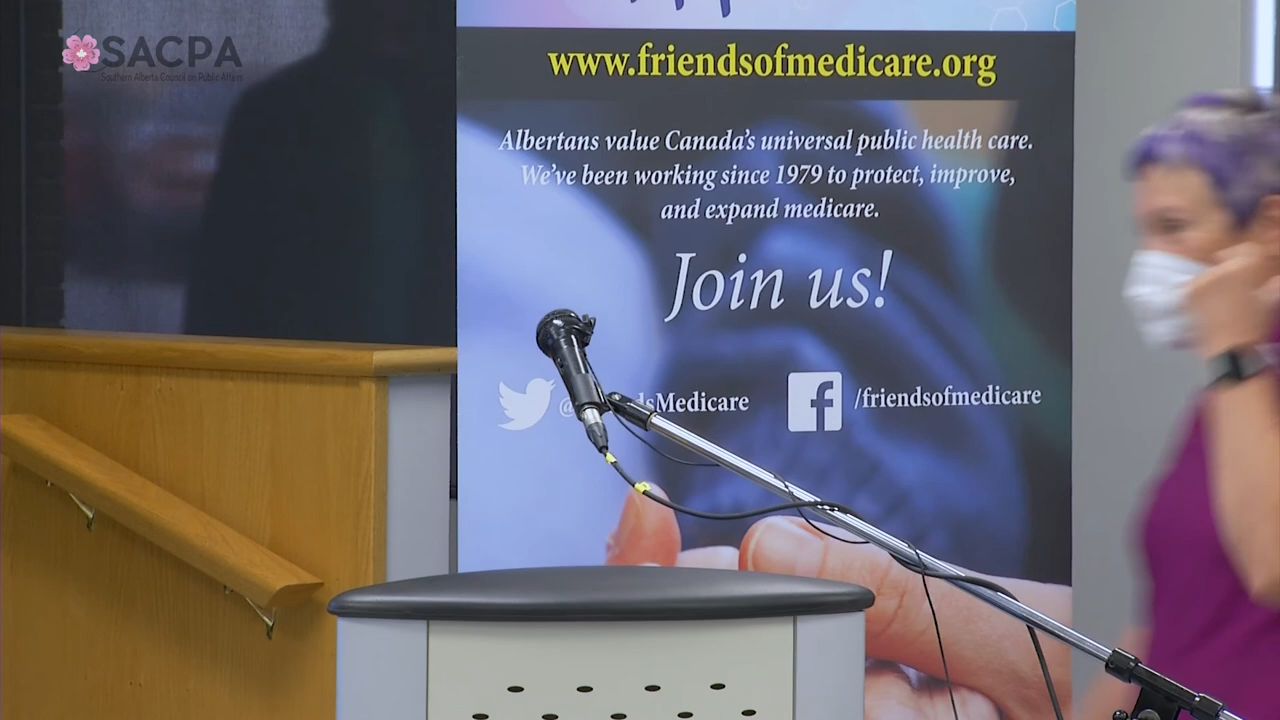 SACPA
Southern Alberta Council on Public Affairs
www.friendsofmedicare.org
Albertans value Canada's universal public health care.
We've been working since 1979 to protect, improve,
and expand medicare.
Join us!
dsMedicare
/friendsofmedicare